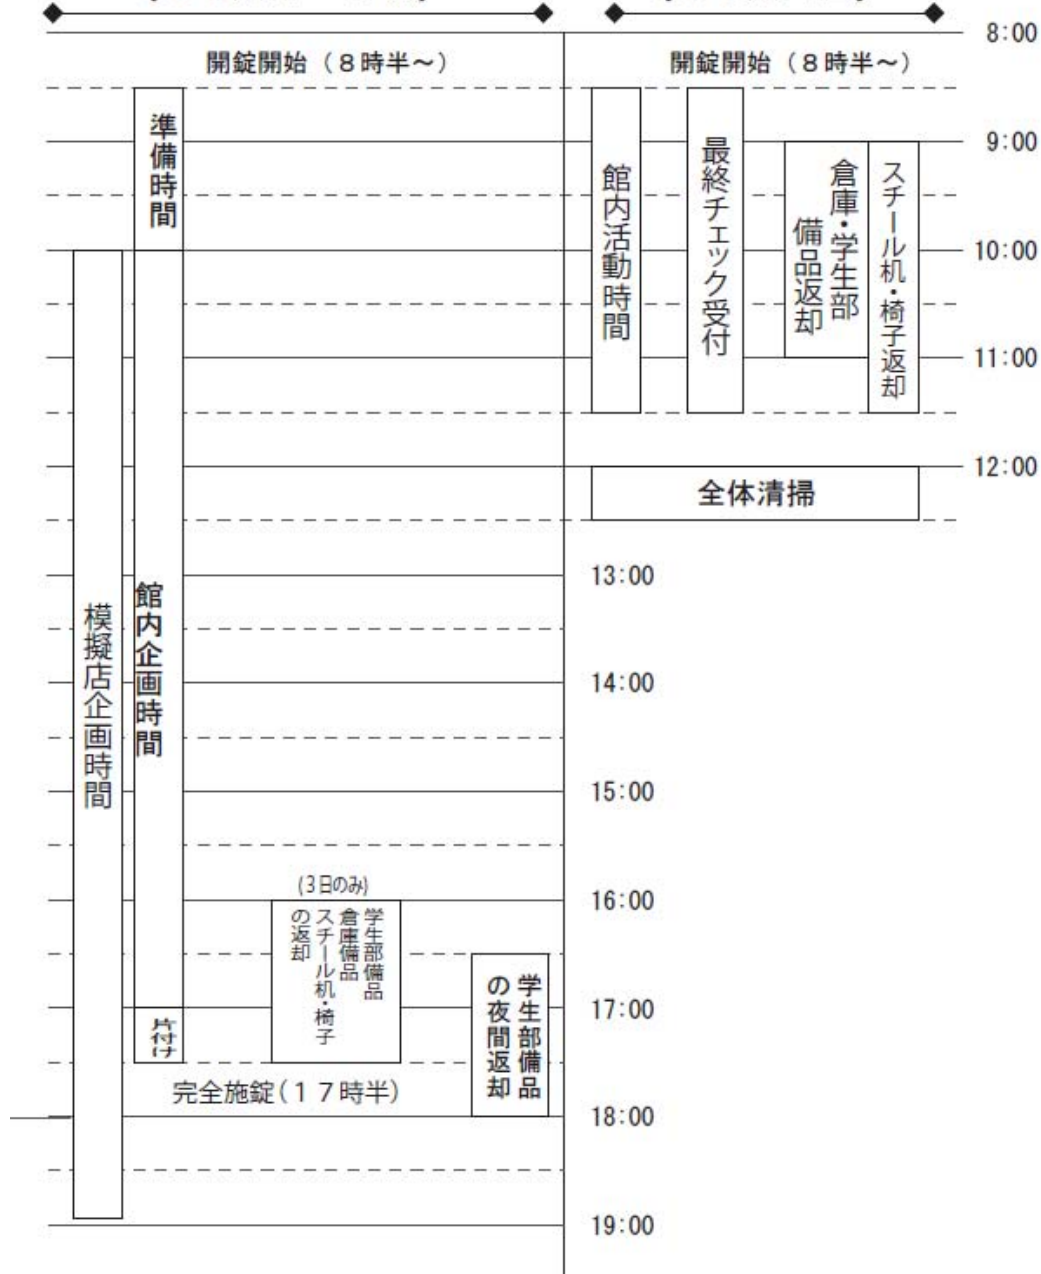 8:00
開錠開始（８時半～）
開錠開始（８時半～）
準備時間
9:00
館内活動時間
最終チェック受付
倉庫・学生部
備品返却
スチール机・椅子返却
10:00
11:00
12:00
全体清掃
13:00
模擬店企画時間
館内企画時間
14:00
15:00
(3日のみ)
16:00
学生部備品
倉庫備品
スチール机・椅子
の返却
学生部備品
の夜間返却
17:00
片付け
完全施錠(１７時半)
18:00
19:00